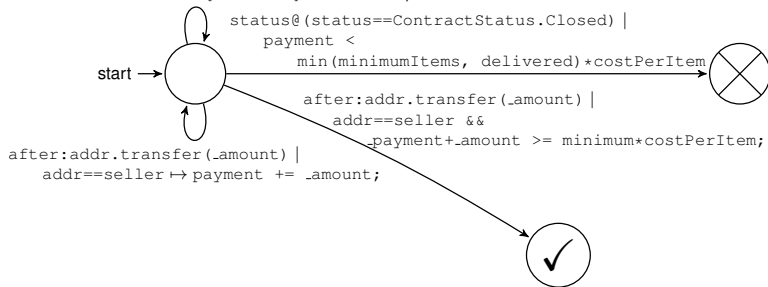 status@(status==ContractStatus.Closed) |
payment <
min(minimumItems, delivered)*costPerItem
start
after:addr.transfer(_amount) |
addr==seller &&
_payment+_amount >= minimum*costPerItem;
after:addr.transfer(_amount) |
addr==seller ↦ payment += _amount;